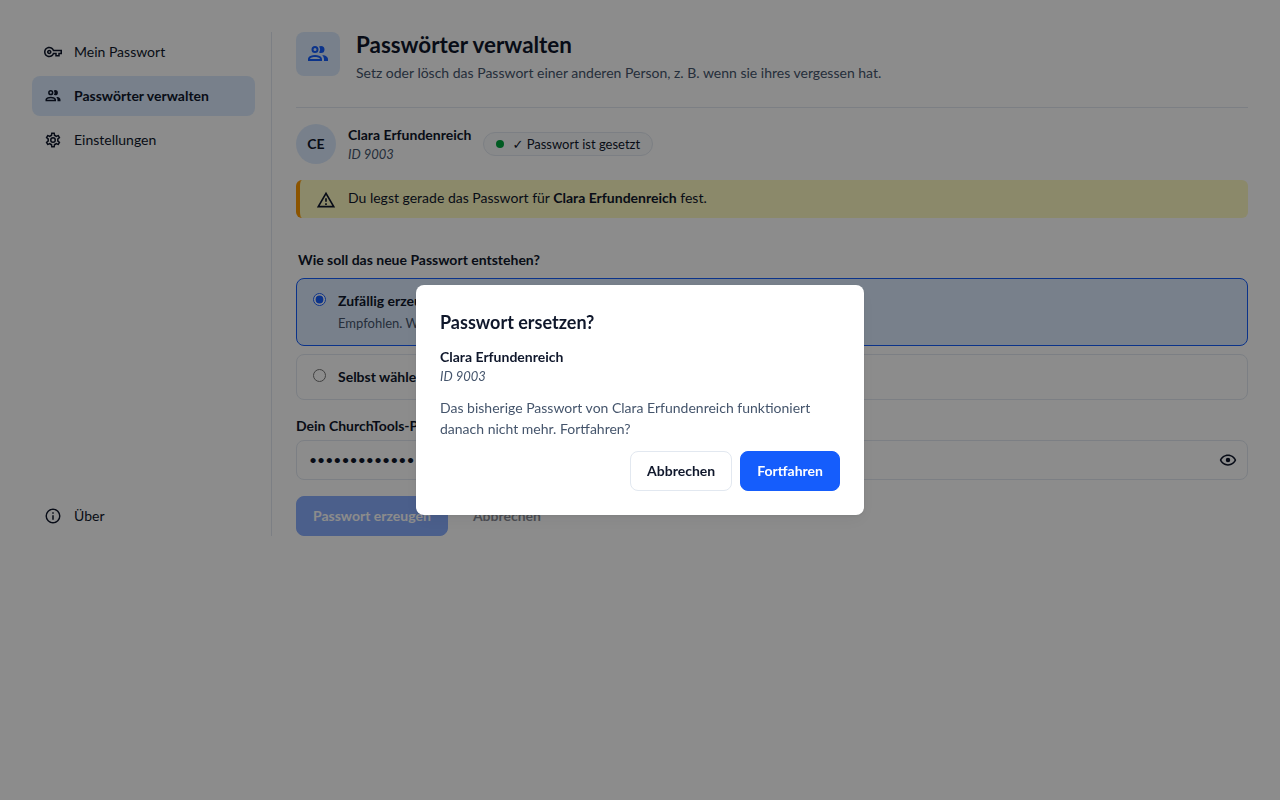 Mein Passwort
Passwörter verwalten
Einstellungen
Über
Passwörter verwalten
Setz oder lösch das Passwort einer anderen Person, z. B. wenn sie ihres vergessen hat.
CE
Clara Erfundenreich
ID 9003
✓ Passwort ist gesetzt
Du legst gerade das Passwort für Clara Erfundenreich fest.
Wie soll das neue Passwort entstehen?
Zufällig
Empfohlen.
Selbst
Dein
Passwort erzeugen
Abbrechen
Passwort ersetzen?
Clara Erfundenreich
ID 9003
Das bisherige Passwort von Clara Erfundenreich funktioniert
danach nicht mehr. Fortfahren?
Abbrechen
Fortfahren